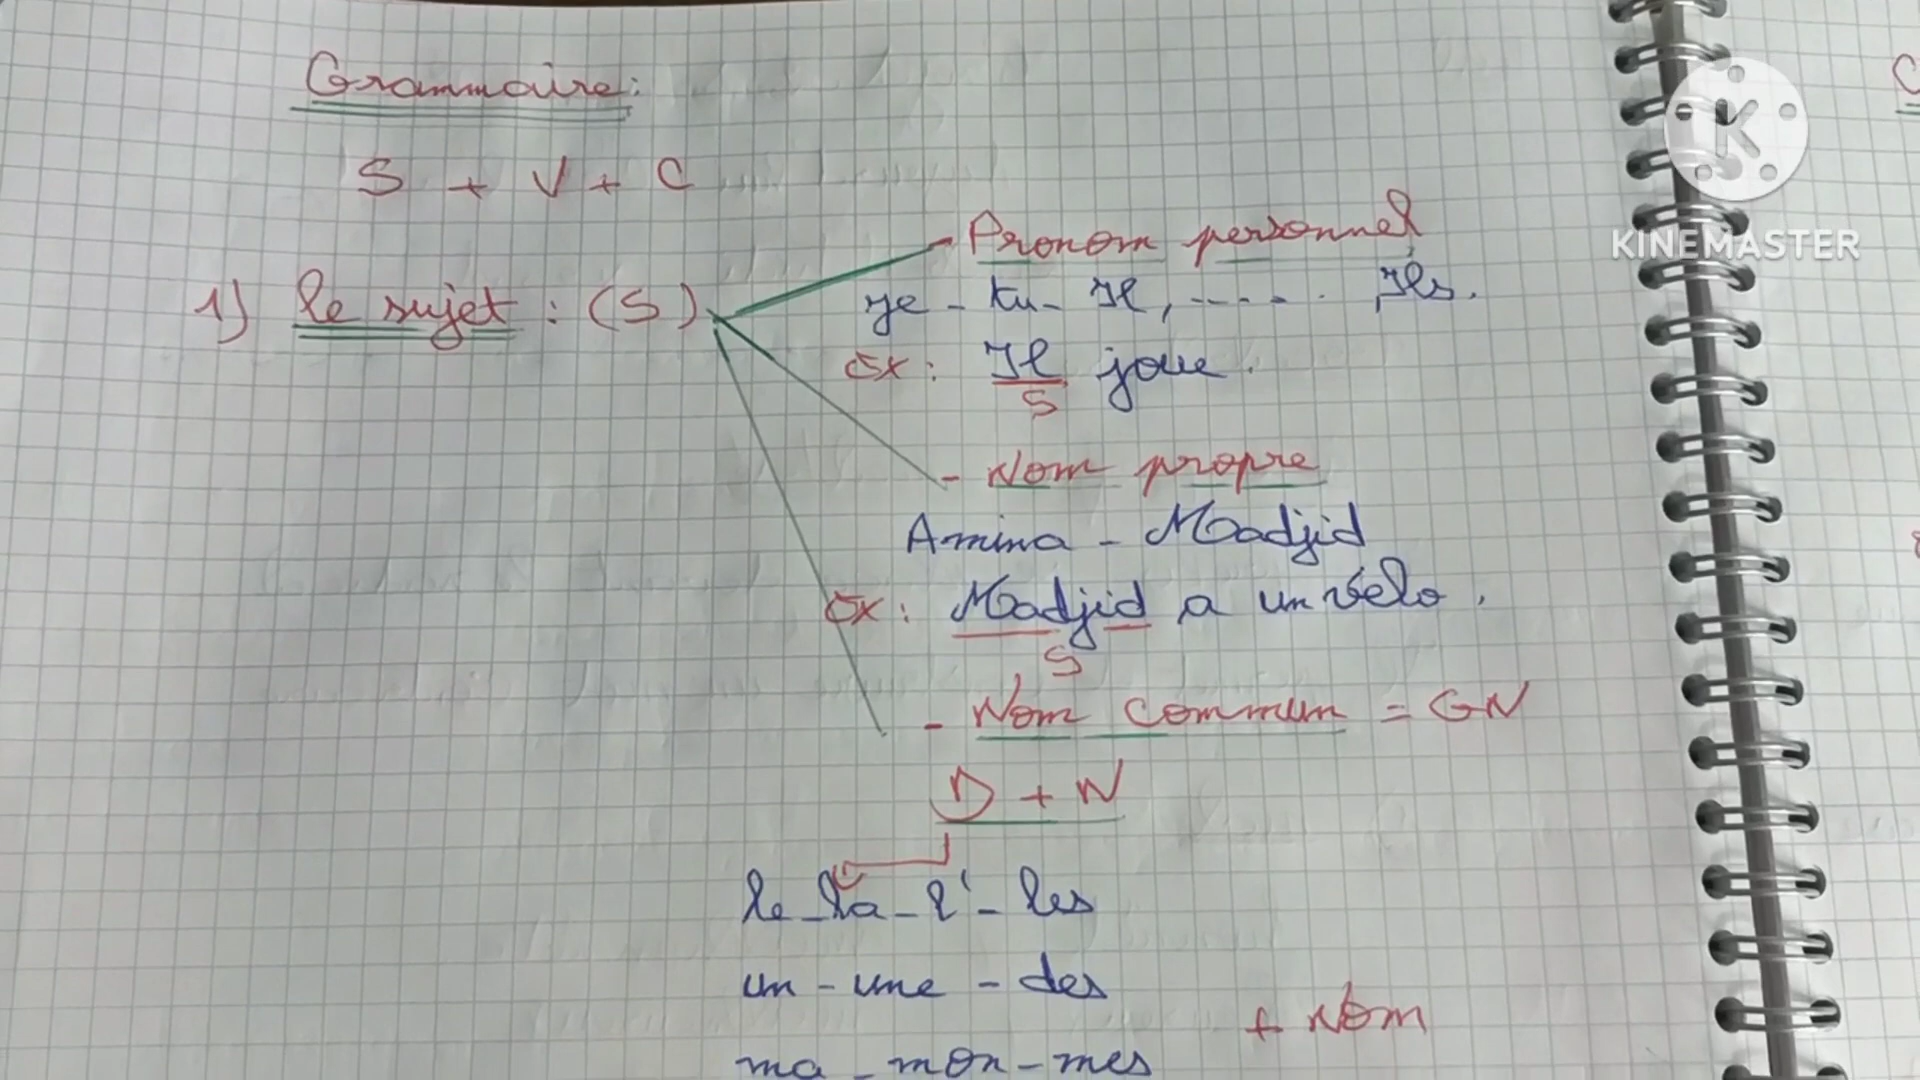 Grammaire:
S + V + C
1) le sujet : (S)
- Pronom personnel
je - tu - Il, ----- Ils.
Ex: Il joue.
S
- Nom propre
Amina - Madjid
Ex: Madjid a un vélo.
S
- Nom commun = GN
D + N
le - la - l' - les
un - une - des
+ Nom
ma - mon - mes
K
KINEMASTER